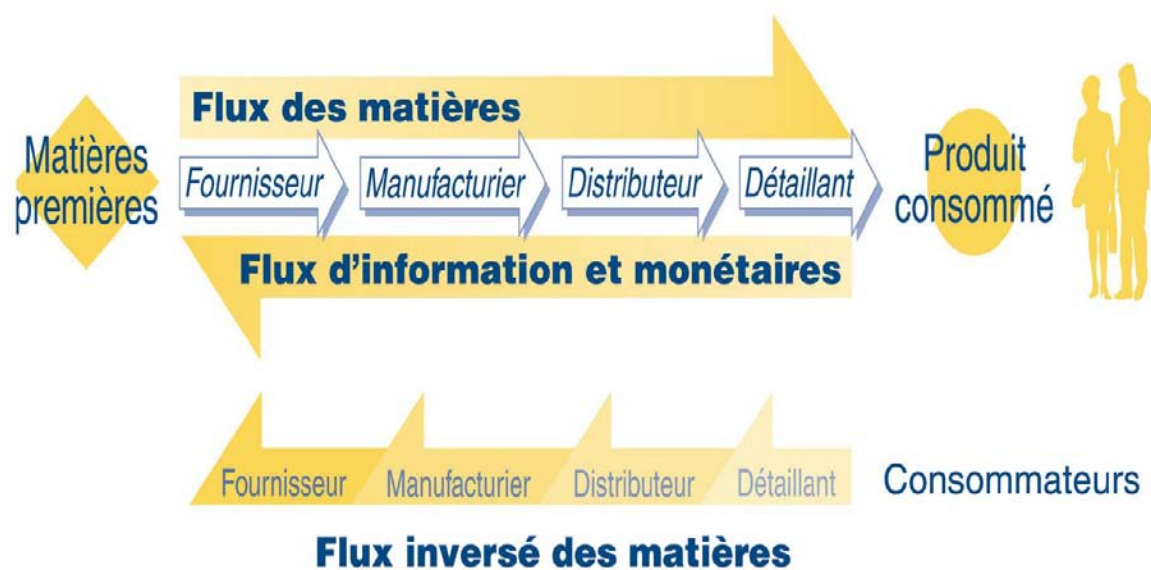 Flux des matières
Matières
premières
Fournisseur
Manufacturier
Distributeur
Détaillant
Produit
consommé
Flux d'information et monétaires
Fournisseur
Manufacturier
Distributeur
Détaillant
Consommateurs
Flux inversé des matières